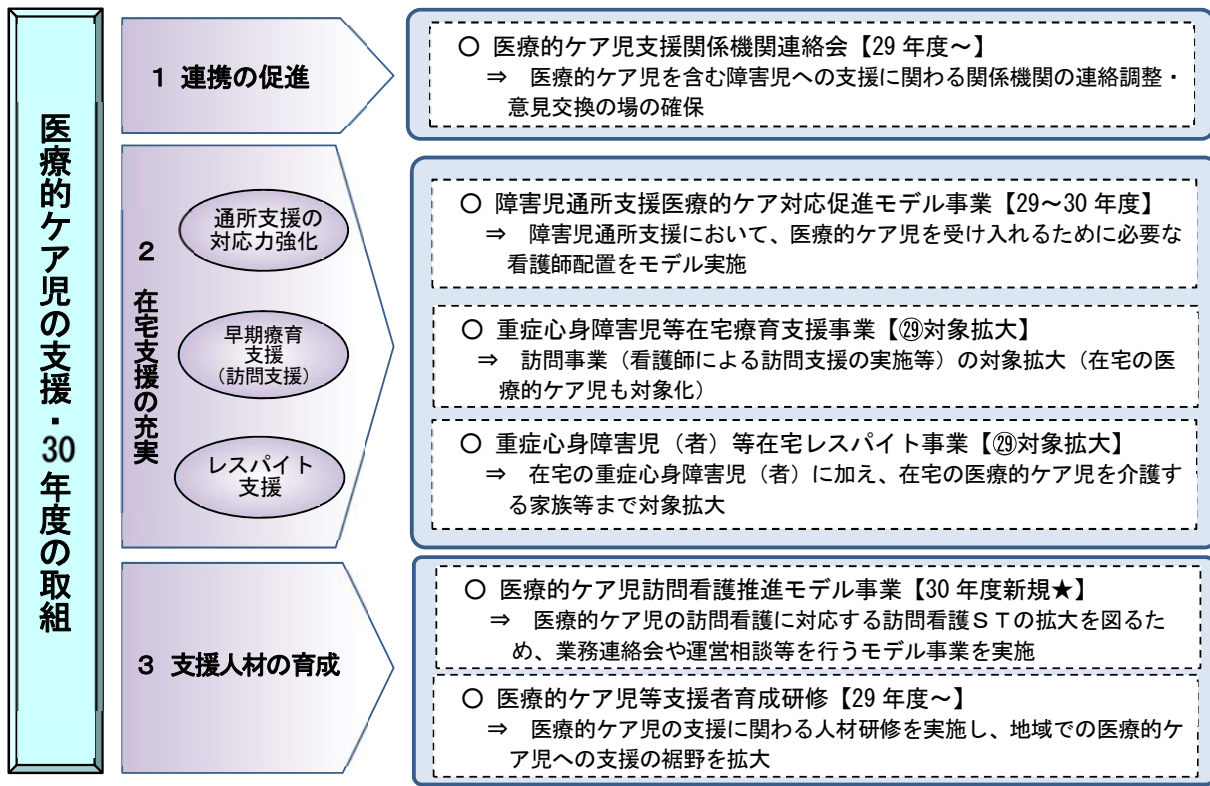 医療的ケア児の支援・30年度の取組
1 連携の促進
○ 医療的ケア児支援関係機関連絡会【29年度～】
⇒ 医療的ケア児を含む障害児への支援に関わる関係機関の連絡調整・
意見交換の場の確保
2 在宅支援の充実
通所支援の
対応力強化
○ 障害児通所支援医療的ケア対応促進モデル事業【29～30年度】
⇒ 障害児通所支援において、医療的ケア児を受け入れるために必要な
看護師配置をモデル実施
早期療育
支援
(訪問支援)
○ 重症心身障害児等在宅療育支援事業【㉙対象拡大】
⇒ 訪問事業（看護師による訪問支援の実施等）の対象拡大（在宅の医
療的ケア児も対象化）
レスパイト
支援
○ 重症心身障害児（者）等在宅レスパイト事業【㉙対象拡大】
⇒ 在宅の重症心身障害児（者）に加え、在宅の医療的ケア児を介護す
る家族等まで対象拡大
3 支援人材の育成
○ 医療的ケア児訪問看護推進モデル事業【30年度新規★】
⇒ 医療的ケア児の訪問看護に対応する訪問看護ＳＴの拡大を図るた
め、業務連絡会や運営相談等を行うモデル事業を実施
○ 医療的ケア児等支援者育成研修【29年度～】
⇒ 医療的ケア児の支援に関わる人材研修を実施し、地域での医療的ケ
ア児への支援の裾野を拡大